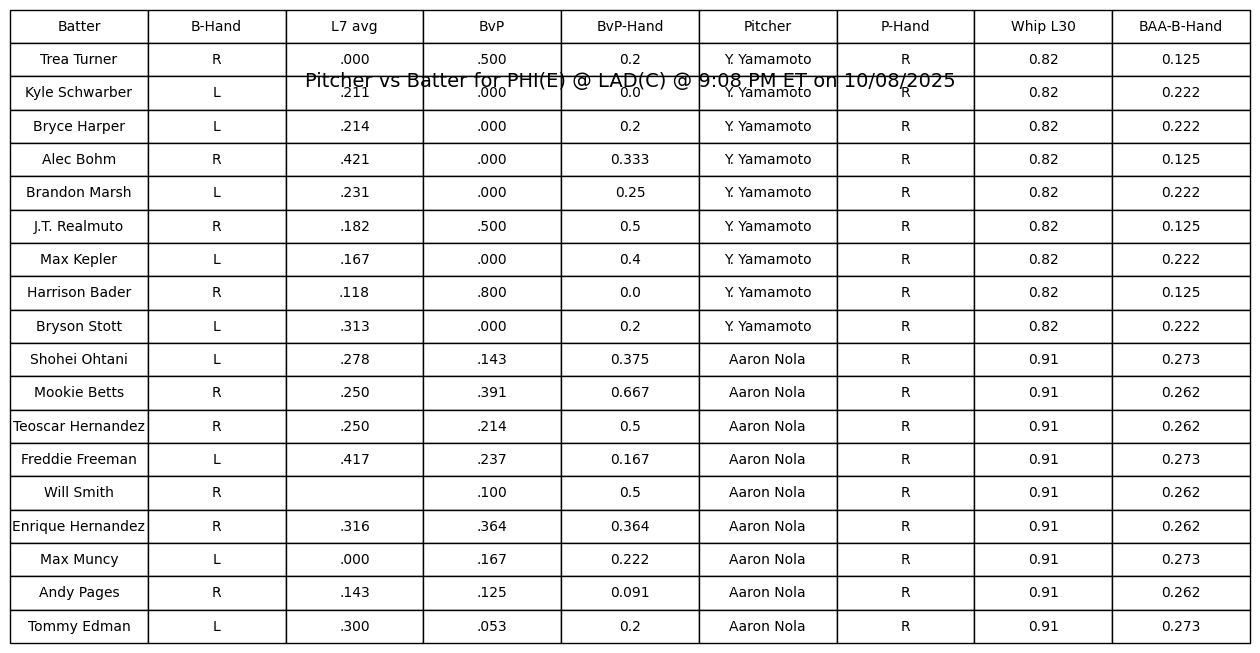 Batter B-Hand L7 avg BvP BvP-Hand Pitcher P-Hand Whip L30 BAA-B-Hand
Trea Turner R .000 .500 0.2 Y. Yamamoto R 0.82 0.125
Pitcher vs Batter for PHI(E) @ LAD(C) @ 9:08 PM ET on 10/08/2025
Kyle Schwarber L .211 .000 0.0 Y. Yamamoto R 0.82 0.222
Bryce Harper L .214 .000 0.2 Y. Yamamoto R 0.82 0.222
Alec Bohm R .421 .000 0.333 Y. Yamamoto R 0.82 0.125
Brandon Marsh L .231 .000 0.25 Y. Yamamoto R 0.82 0.222
J.T. Realmuto R .182 .500 0.5 Y. Yamamoto R 0.82 0.125
Max Kepler L .167 .000 0.4 Y. Yamamoto R 0.82 0.222
Harrison Bader R .118 .800 0.0 Y. Yamamoto R 0.82 0.125
Bryson Stott L .313 .000 0.2 Y. Yamamoto R 0.82 0.222
Shohei Ohtani L .278 .143 0.375 Aaron Nola R 0.91 0.273
Mookie Betts R .250 .391 0.667 Aaron Nola R 0.91 0.262
Teoscar Hernandez R .250 .214 0.5 Aaron Nola R 0.91 0.262
Freddie Freeman L .417 .237 0.167 Aaron Nola R 0.91 0.273
Will Smith R .100 0.5 Aaron Nola R 0.91 0.262
Enrique Hernandez R .316 .364 0.364 Aaron Nola R 0.91 0.262
Max Muncy L .000 .167 0.222 Aaron Nola R 0.91 0.273
Andy Pages R .143 .125 0.091 Aaron Nola R 0.91 0.262
Tommy Edman L .300 .053 0.2 Aaron Nola R 0.91 0.273